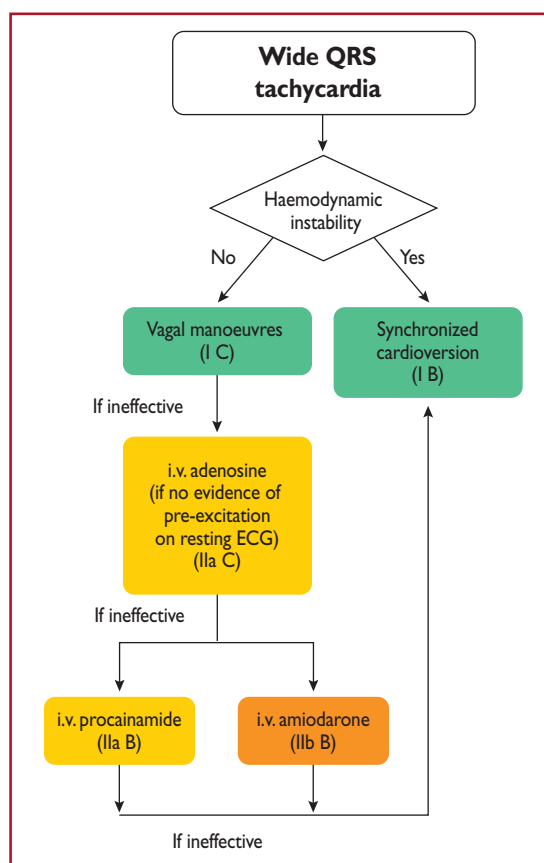 Wide QRS
tachycardia
Haemodynamic
instability
No
Yes
Vagal manoeuvres
(I C)
Synchronized
cardioversion
(I B)
If ineffective
i.v. adenosine
(if no evidence of
pre-excitation
on resting ECG)
(IIa C)
If ineffective
i.v. procainamide
(IIa B)
i.v. amiodarone
(IIb B)
If ineffective